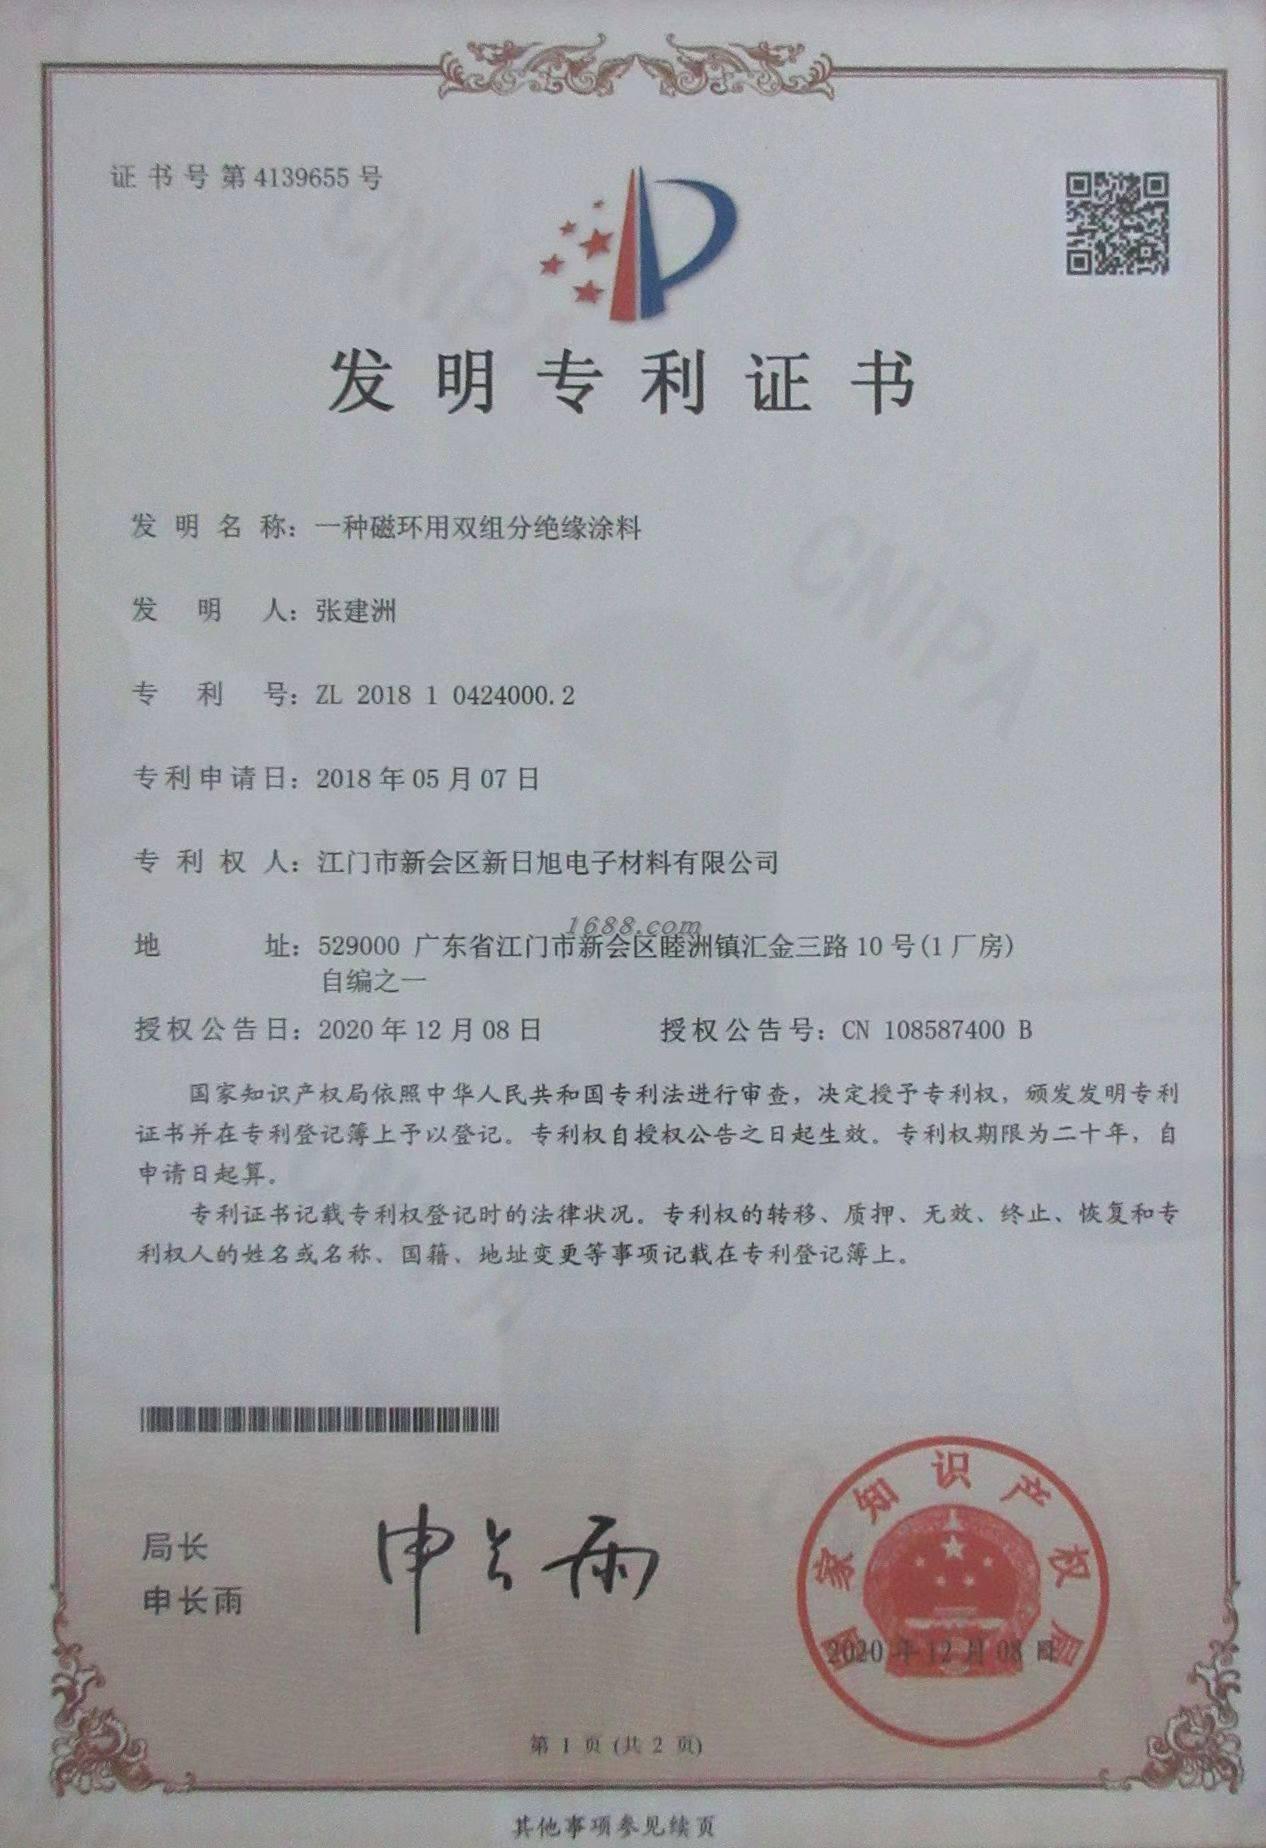 证书号第4139655号
发明专利证书
发明名称：一种磁环用双组分绝缘涂料
发明人：张建洲
专利号：ZL 2018 1 0424000.2
专利申请日：2018年05月07日
专利权人：江门市新会区新日旭电子材料有限公司
1688.com
地址：529000 广东省江门市新会区睦洲镇汇金三路10号(1厂房)
自编之一
授权公告日：2020年12月08日 授权公告号：CN 108587400 B
国家知识产权局依照中华人民共和国专利法进行审查，决定授予专利权，颁发发明专利
证书并在专利登记簿上予以登记。专利权自授权公告之日起生效。专利权期限为二十年，自
申请日起算。
专利证书记载专利权登记时的法律状况。专利权的转移、质押、无效、终止、恢复和专
利权人的姓名或名称、国籍、地址变更等事项记载在专利登记簿上。
局长
申长雨
申长雨
国家知识产权局
2020年12月08日
第 1 页 (共 2 页)
其他事项参见续页
CNIPA